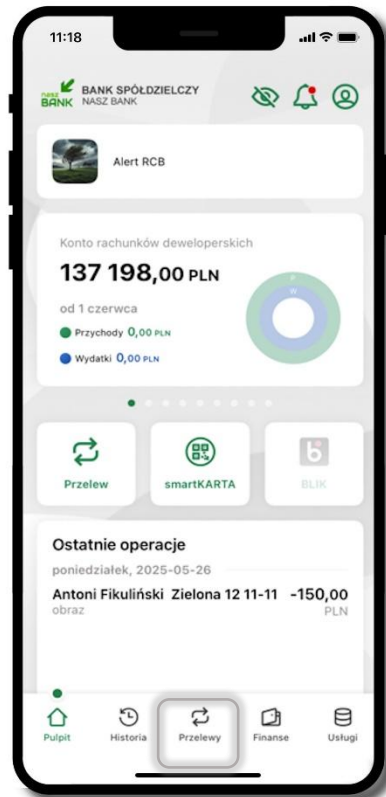 11:18
nasz
BANK
BANK SPÓŁDZIELCZY
NASZ BANK
Alert RCB
Konto rachunków deweloperskich
137 198,00 PLN
od 1 czerwca
Przychody 0,00 PLN
Wydatki 0,00 PLN
P
W
Przelew
smartKARTA
BLIK
Ostatnie operacje
poniedziałek, 2025-05-26
Antoni Fikuliński Zielona 12 11-11 -150,00
obraz PLN
Pulpit Historia Przelewy Finanse Usługi